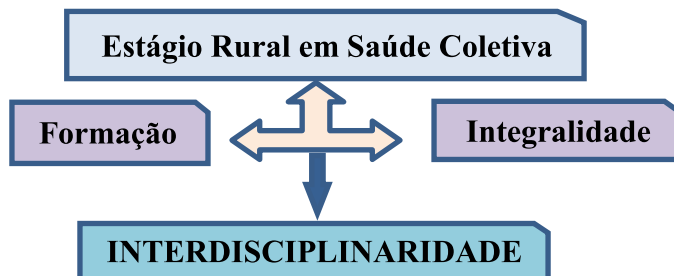 Estágio Rural em Saúde Coletiva
Formação
Integralidade
INTERDISCIPLINARIDADE